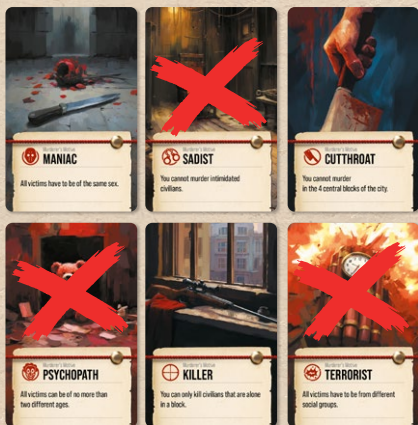 Murderer's Motive
MANIAC
All victims have to be of the same sex.
Murderer's Motive
SADIST
You cannot murder intimidated
civilians.
Murderer's Motive
CUTTHROAT
You cannot murder
in the 4 central blocks of the city.
Murderer's Motive
PSYCHOPATH
All victims can be of no more than
two different ages.
Murderer's Motive
KILLER
You can only kill civilians that are alone
in a block.
Murderer's Motive
TERRORIST
All victims have to be from different
social groups.